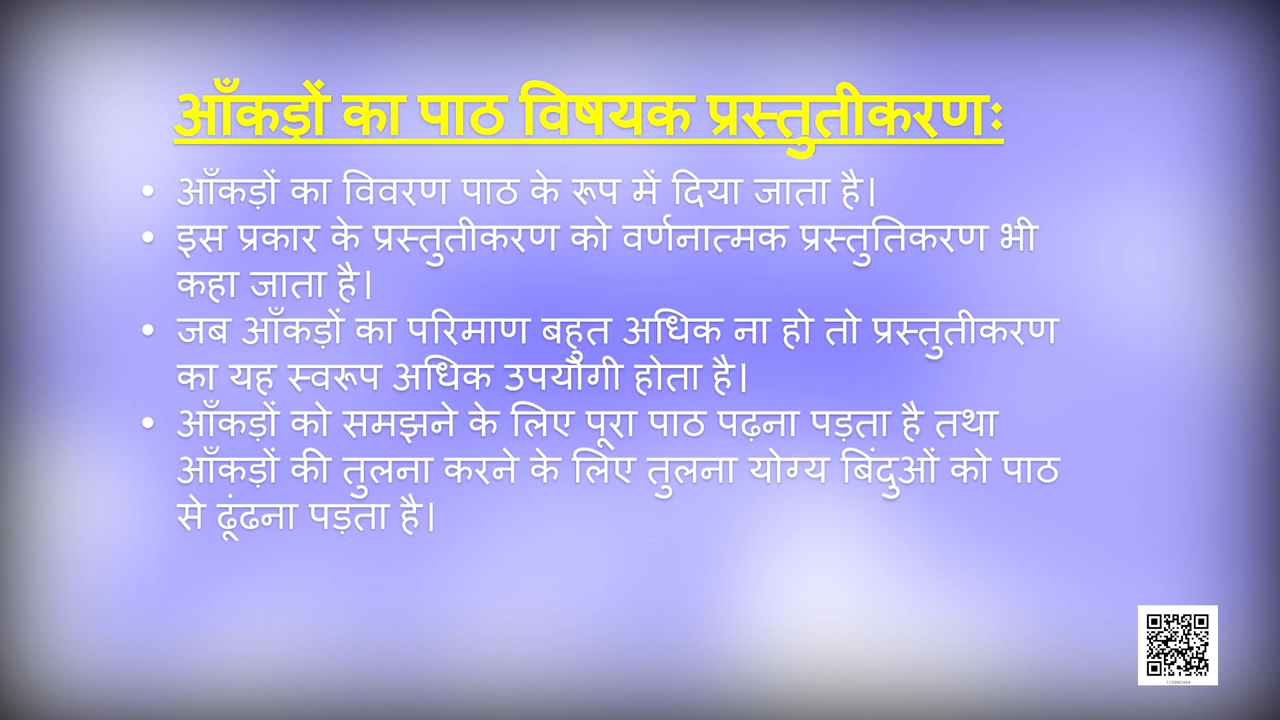 आँकड़ों का पाठ विषयक प्रस्तुतीकरणः
• आँकड़ों का विवरण पाठ के रूप में दिया जाता है।
• इस प्रकार के प्रस्तुतीकरण को वर्णनात्मक प्रस्तुतिकरण भी
कहा जाता है।
• जब आँकड़ों का परिमाण बहुत अधिक ना हो तो प्रस्तुतीकरण
का यह स्वरूप अधिक उपयोगी होता है।
• आँकड़ों को समझने के लिए पूरा पाठ पढ़ना पड़ता है तथा
आँकड़ों की तुलना करने के लिए तुलना योग्य बिंदुओं को पाठ
से ढूंढना पड़ता है।